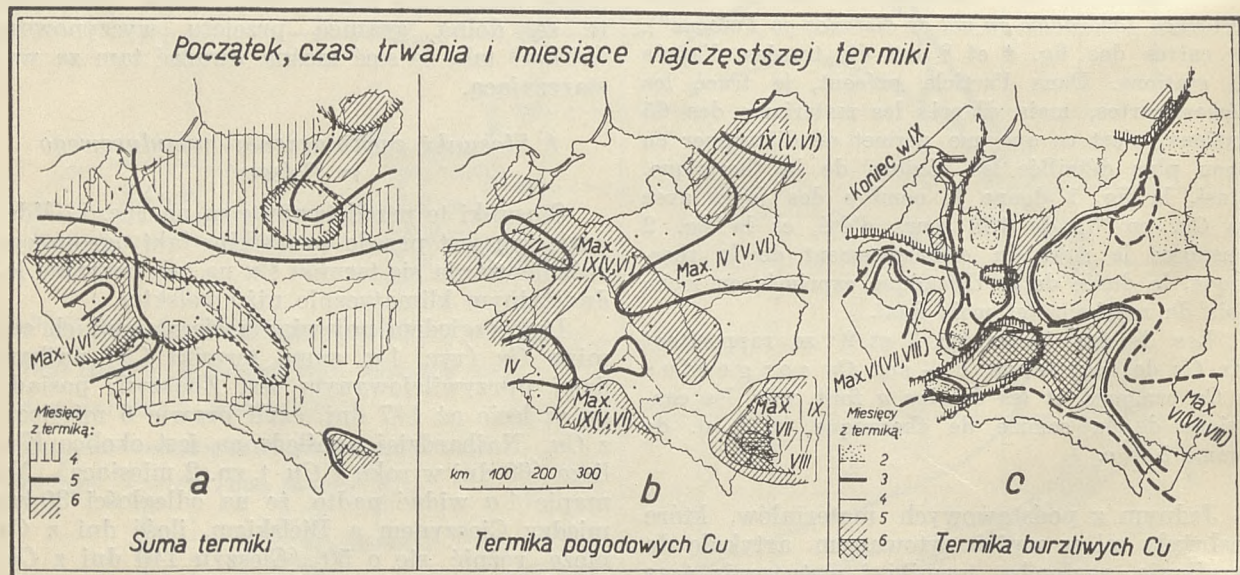 Początek, czas trwania i miesiące najczęstszej termiki
Max. V,VI
Miesięcy
z termiką:
4
5
6
a
Suma termiki
IX (V,VI)
IV
Max.
IX(V,VI)
Max. IV (V,VI)
IV
Max.
IX(V,VI)
Max. IX,
VII
V
VIII
km 100 200 300
b
Termika pogodowych Cu
Koniec w IX
Max VI (VII,VIII)
Max.
VI(VII,VIII)
Miesięcy
z termiką:
2
3
4
5
6
c
Termika burzliwych Cu